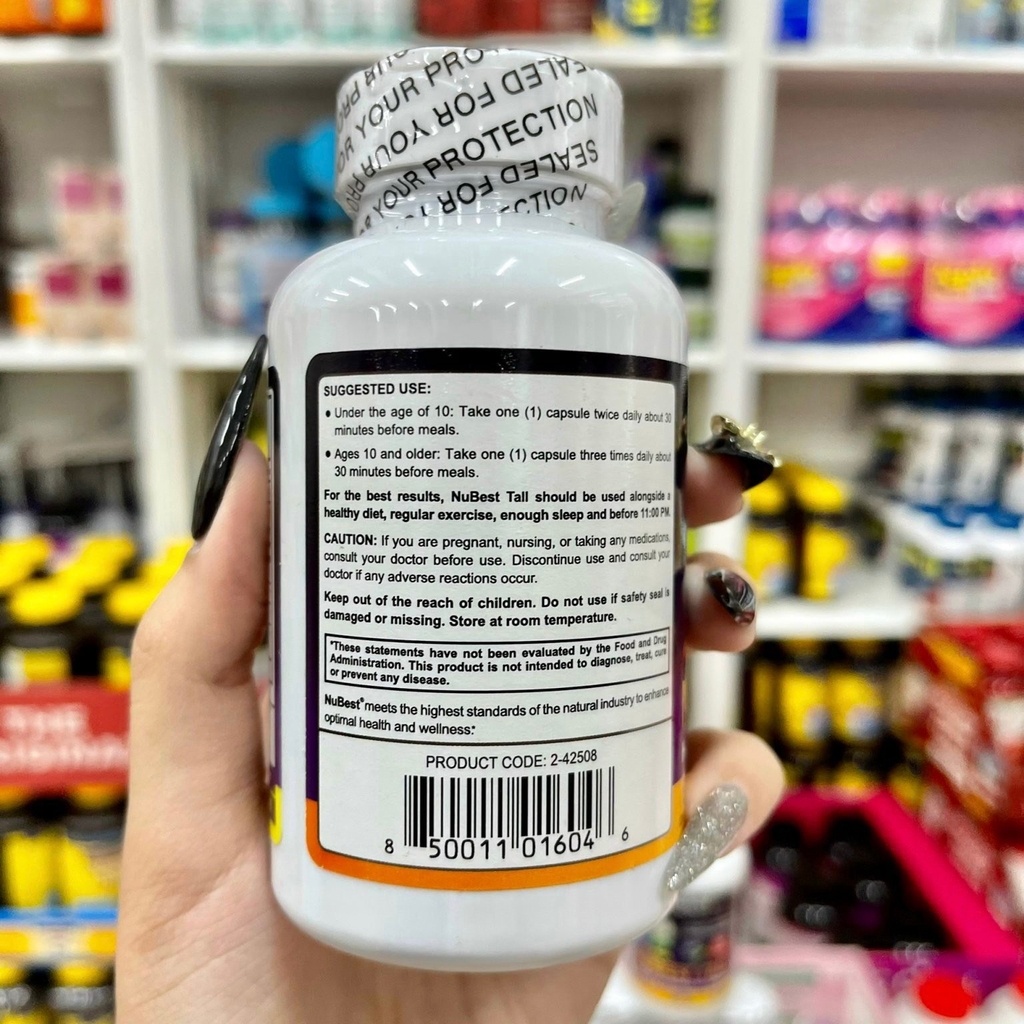 YOUR PRO
SEALED FOR YOUR
YOUR PROTECTION
SEALED FOR
SUGGESTED USE:
• Under the age of 10: Take one (1) capsule twice daily about 30
minutes before meals.
• Ages 10 and older: Take one (1) capsule three times daily about
30 minutes before meals.
For the best results, NuBest Tall should be used alongside a
healthy diet, regular exercise, enough sleep and before 11:00 PM.
CAUTION: If you are pregnant, nursing, or taking any medications,
consult your doctor before use. Discontinue use and consult your
doctor if any adverse reactions occur.
Keep out of the reach of children. Do not use if safety seal is
damaged or missing. Store at room temperature.
*These statements have not been evaluated by the Food and Drug
Administration. This product is not intended to diagnose, treat, cure
or prevent any disease.
NuBest® meets the highest standards of the natural industry to enhance
optimal health and wellness.*
PRODUCT CODE: 2-42508
8 50011 01604 6
THE